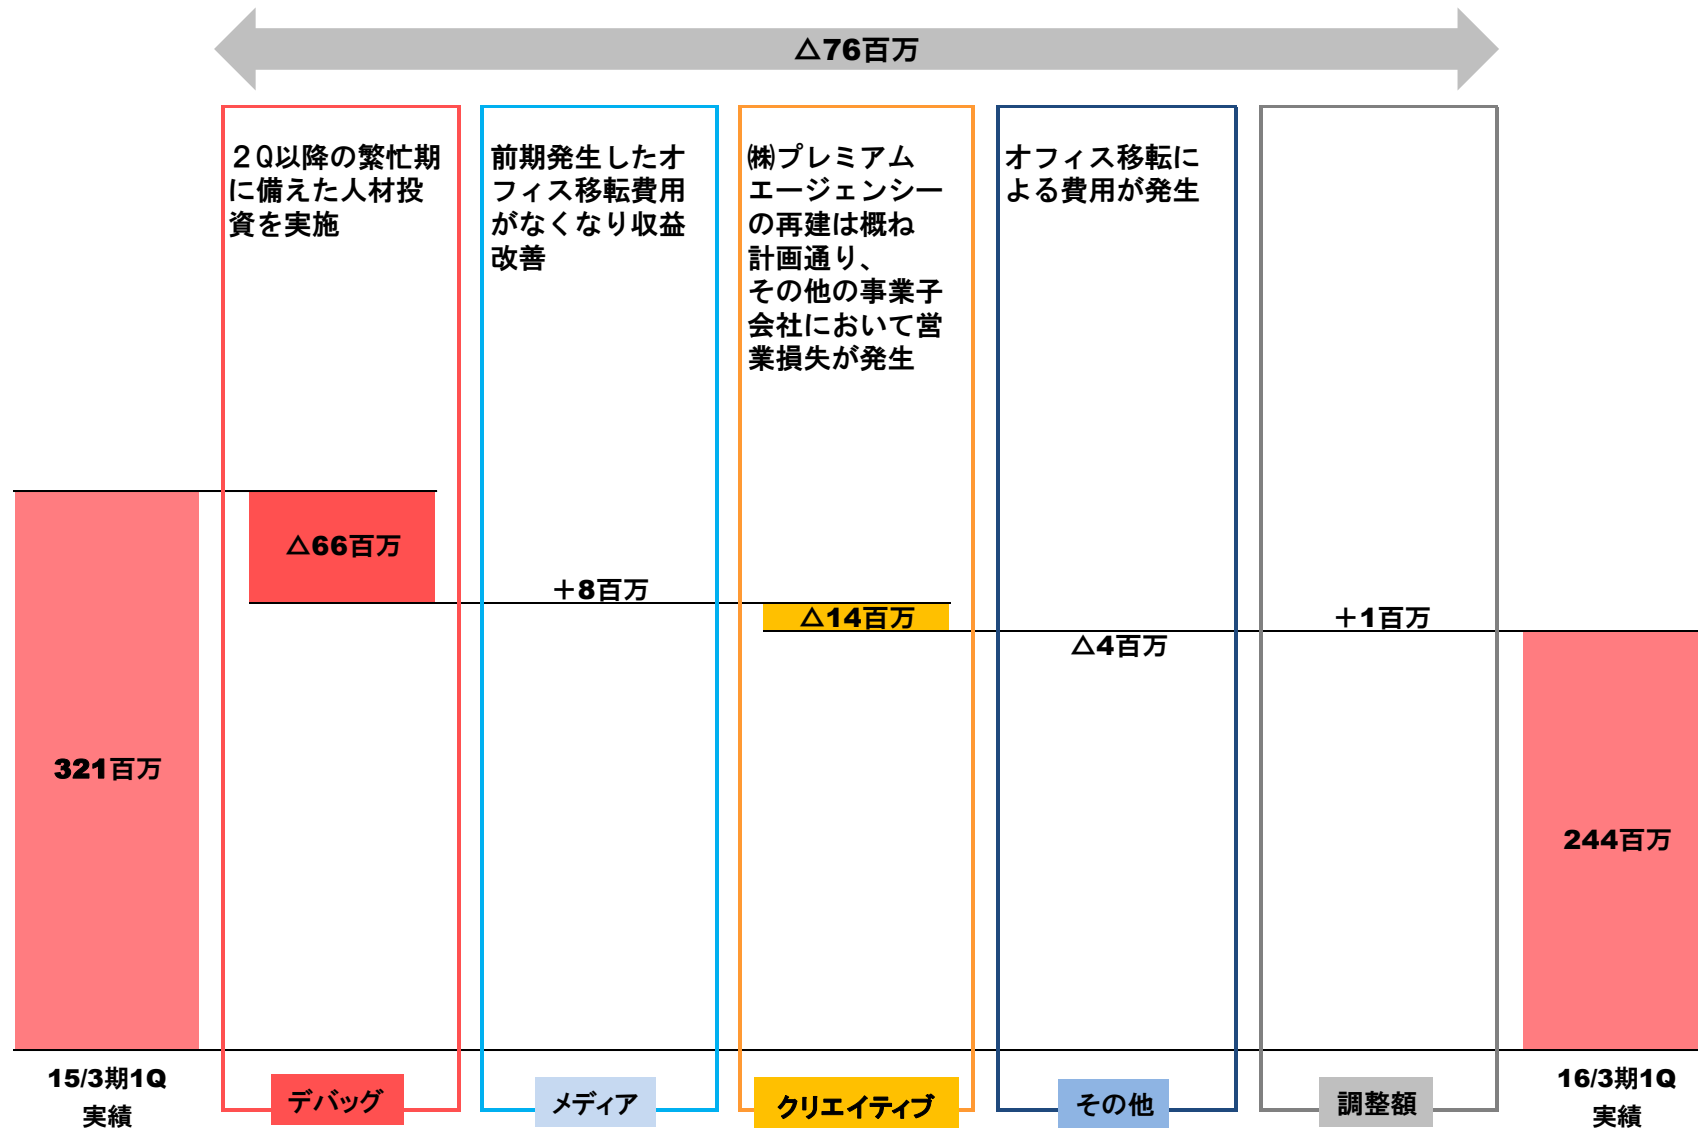 △76百万
２Q以降の繁忙期
に備えた人材投
資を実施
前期発生したオ
フィス移転費用
がなくなり収益
改善
㈱プレミアム
エージェンシー
の再建は概ね
計画通り、
その他の事業子
会社において営
業損失が発生
オフィス移転に
よる費用が発生
△66百万
＋8百万
△14百万
△4百万
＋1百万
321百万
244百万
15/3期1Q
実績
デバッグ
メディア
クリエイティブ
その他
調整額
16/3期1Q
実績